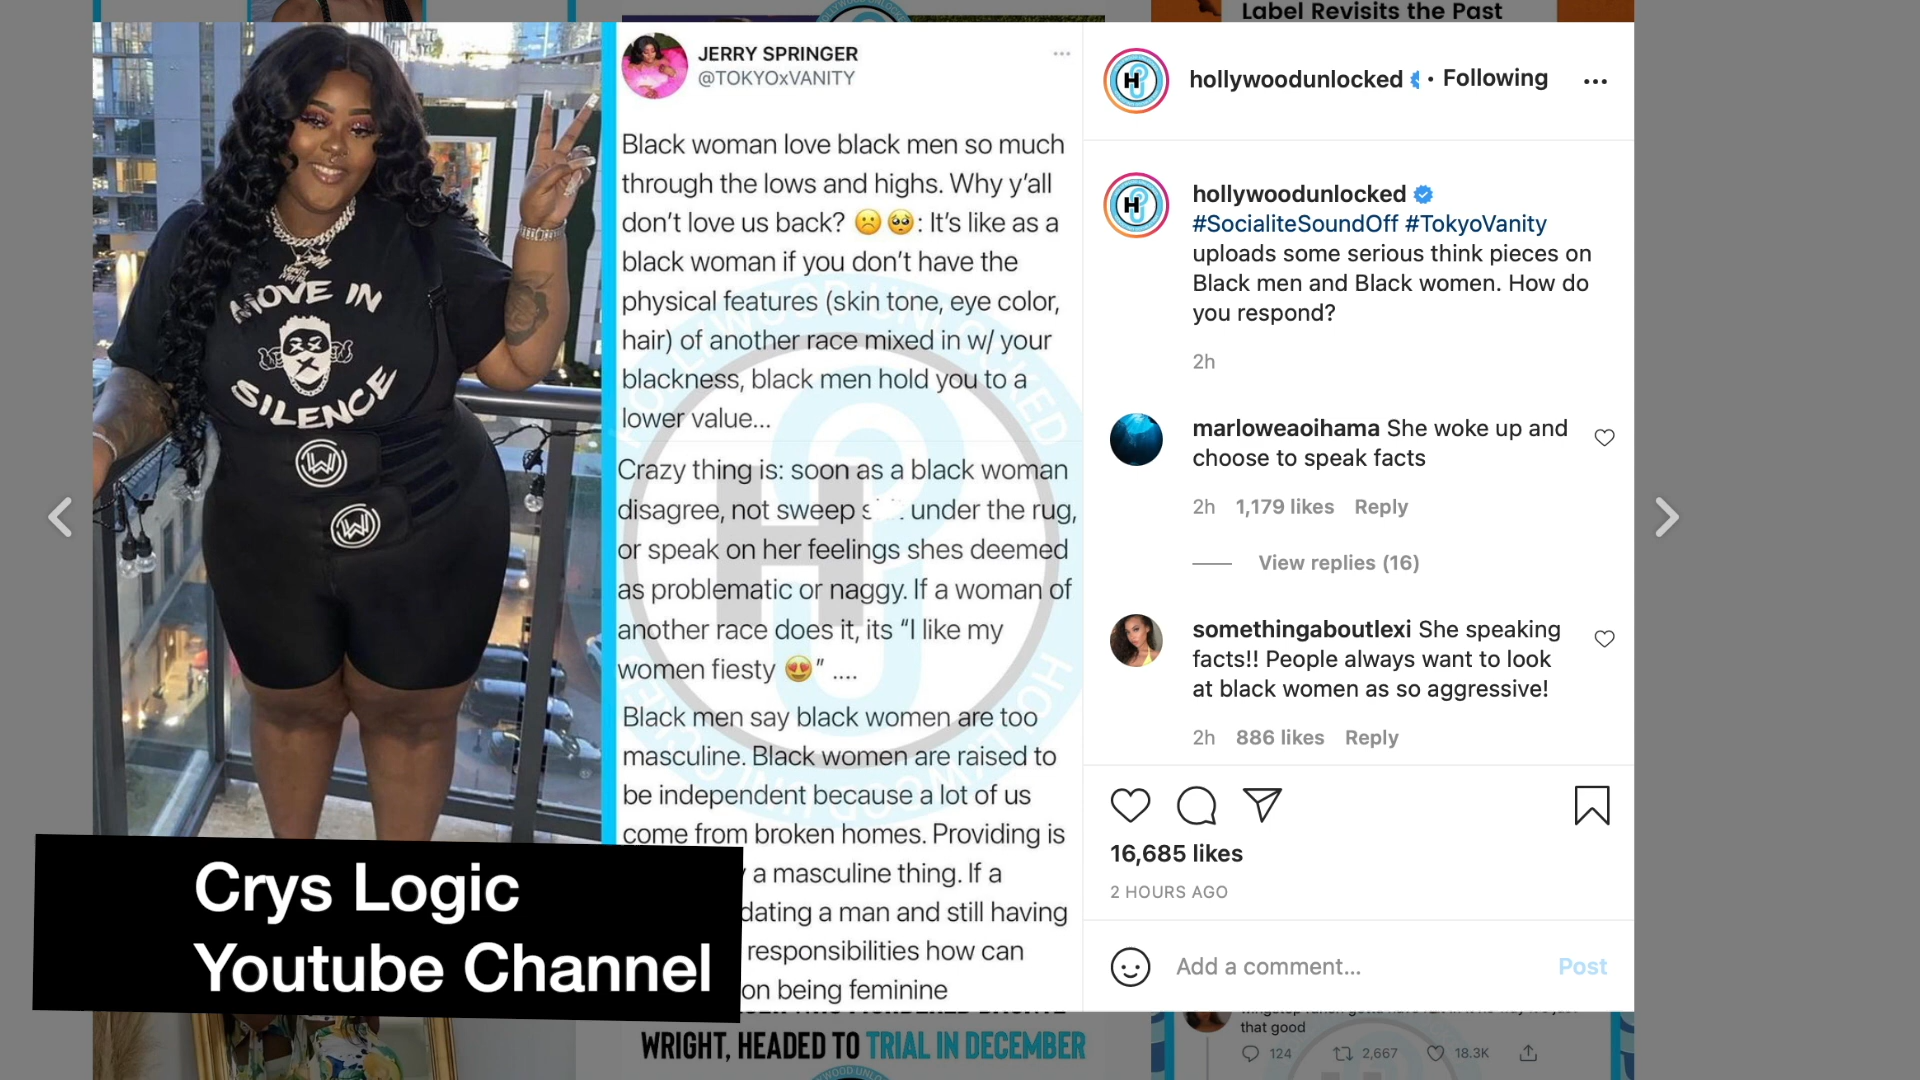 Label Revisits the Past
JERRY SPRINGER
@TOKYOxVANITY
Black woman love black men so much
through the lows and highs. Why y'all
don't love us back? ☹️ 🥺: It's like as a
black woman if you don't have the
physical features (skin tone, eye color,
hair) of another race mixed in w/ your
blackness, black men hold you to a
lower value...
Crazy thing is: soon as a black woman
disagree, not sweep s under the rug,
or speak on her feelings shes deemed
as problematic or naggy. If a woman of
another race does it, its “I like my
women fiesty 😍” ....
Black men say black women are too
masculine. Black women are raised to
be independent because a lot of us
come from broken homes. Providing is
a masculine thing. If a
dating a man and still having
responsibilities how can
on being feminine
MOVE IN
SILENCE
W
W
H
HOLLYWOOD UNLOCKED
HOLLYWOOD UNLOCKED
Crys Logic
Youtube Channel
WRIGHT, HEADED TO TRIAL IN DECEMBER
H
hollywoodunlocked • Following
H
hollywoodunlocked
#SocialiteSoundOff #TokyoVanity
uploads some serious think pieces on
Black men and Black women. How do
you respond?
2h
marloweaoihama She woke up and
choose to speak facts
2h 1,179 likes Reply
View replies (16)
somethingaboutlexi She speaking
facts!! People always want to look
at black women as so aggressive!
2h 886 likes Reply
16,685 likes
2 HOURS AGO
Add a comment... Post
that good
124 2,667 18.3K